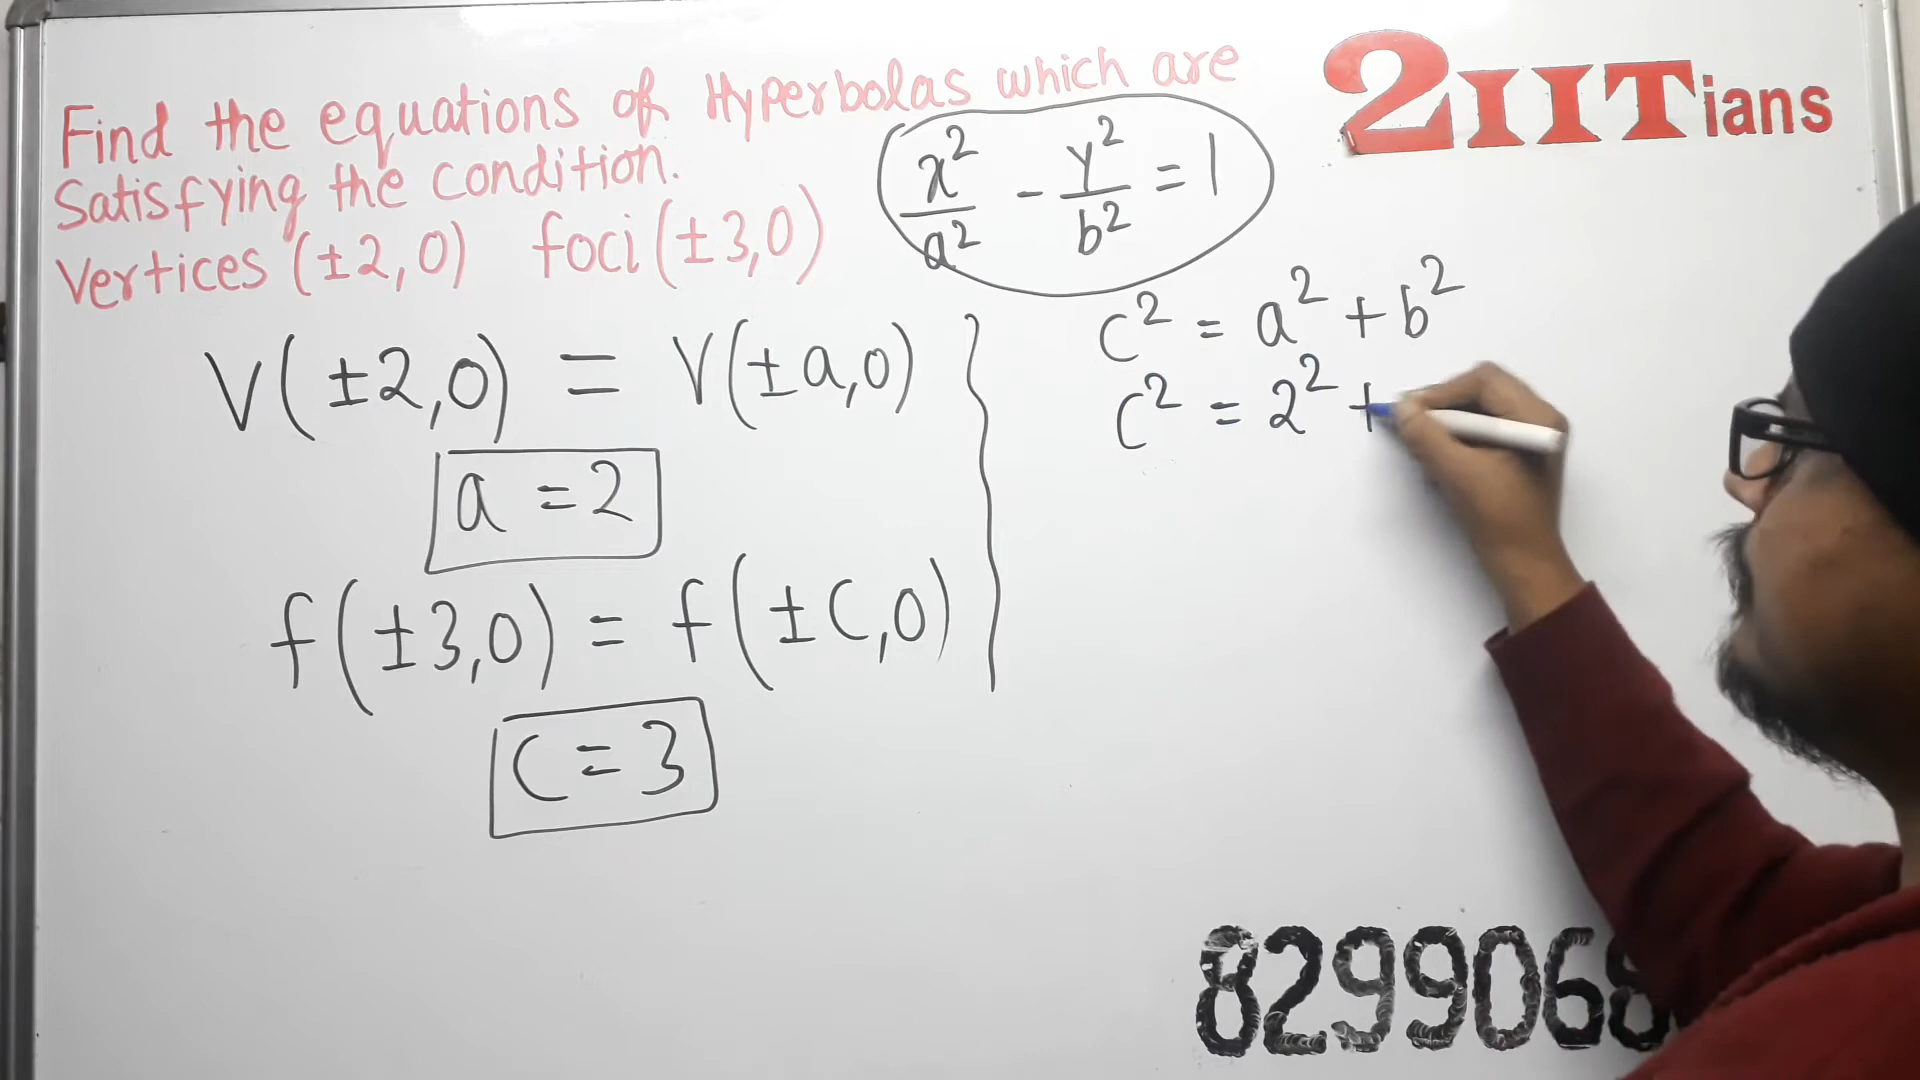 Find the equations of Hyperbolas which are
Satisfying the condition.
Vertices (±2,0) foci (±3,0)
x²/a² - y²/b² = 1
2IITians
V(±2,0) = V(±a,0)
a = 2
f(±3,0) = f(±C,0)
C = 3
C² = a² + b²
C² = 2² +
8299068